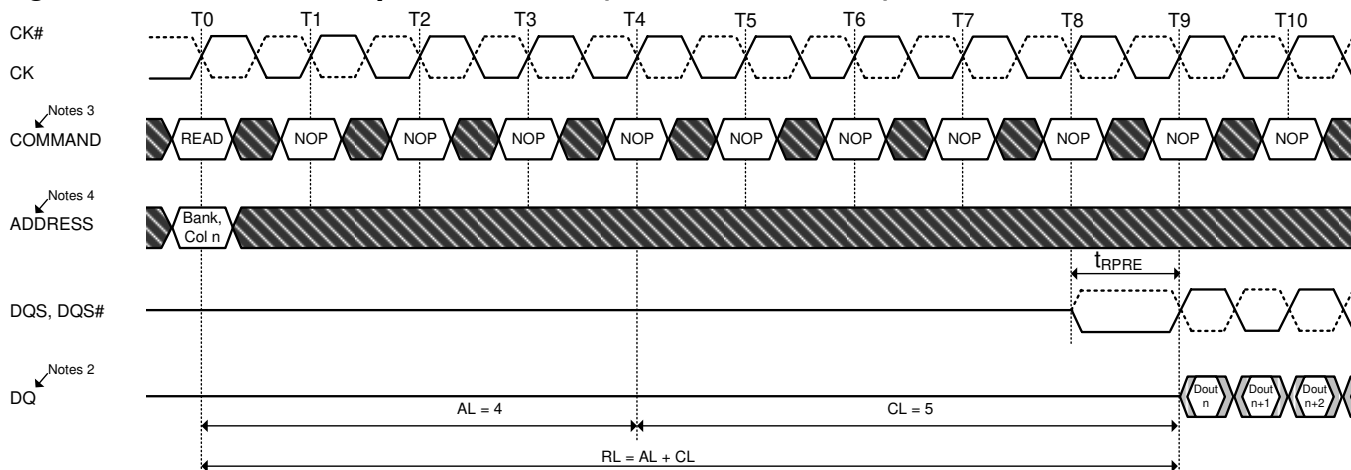 T0 T1 T2 T3 T4 T5 T6 T7 T8 T9 T10
CK#
CK
Notes 3
COMMAND
READ NOP NOP NOP NOP NOP NOP NOP NOP NOP NOP
Notes 4
ADDRESS
Bank,
Col n
tRPRE
DQS, DQS#
Notes 2
DQ
Dout
n
Dout
n+1
Dout
n+2
AL = 4
CL = 5
RL = AL + CL